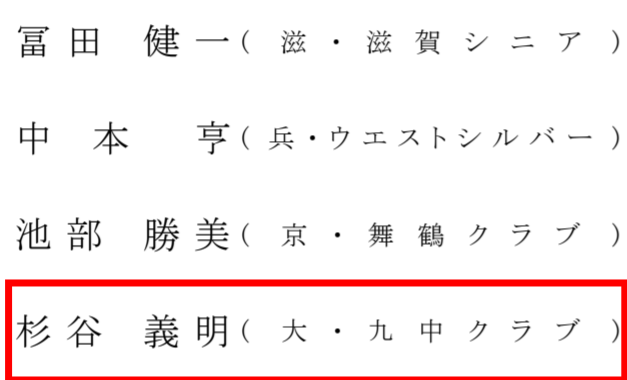 冨田 健一(滋・滋賀シニア)
中本 亨(兵・ウエストシルバー)
池部 勝美(京・舞鶴クラブ)
杉谷 義明(大・九中クラブ)